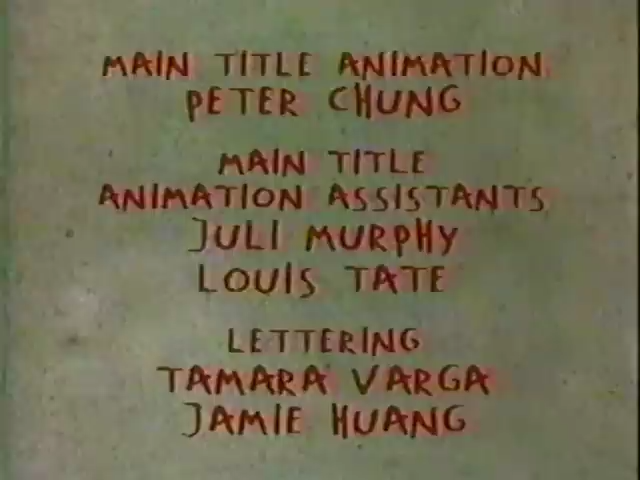 MAIN TITLE ANIMATION
PETER CHUNG
MAIN TITLE
ANIMATION ASSISTANTS
JULI MURPHY
LOUIS TATE
LETTERING
TAMARA VARGA
JAMIE HUANG